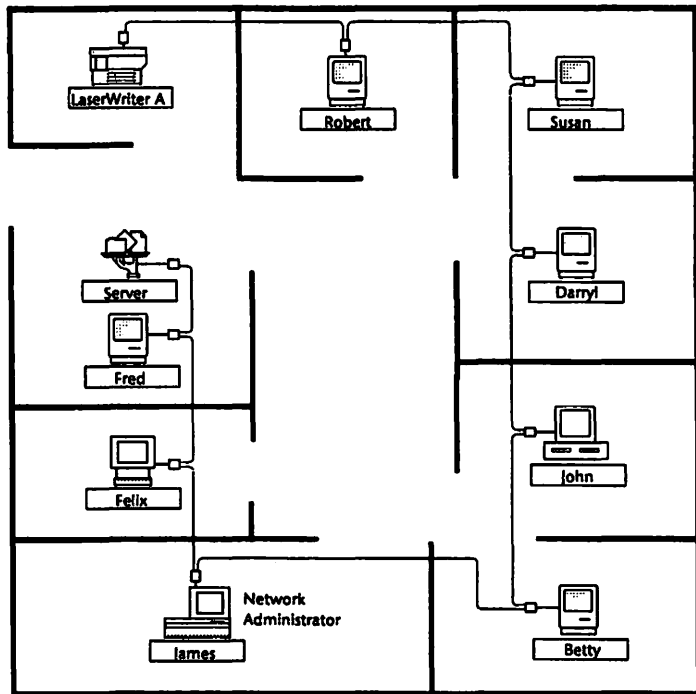 LaserWriter A
Robert
Susan
Server
Darryl
Fred
Felix
John
Network
Administrator
James
Betty